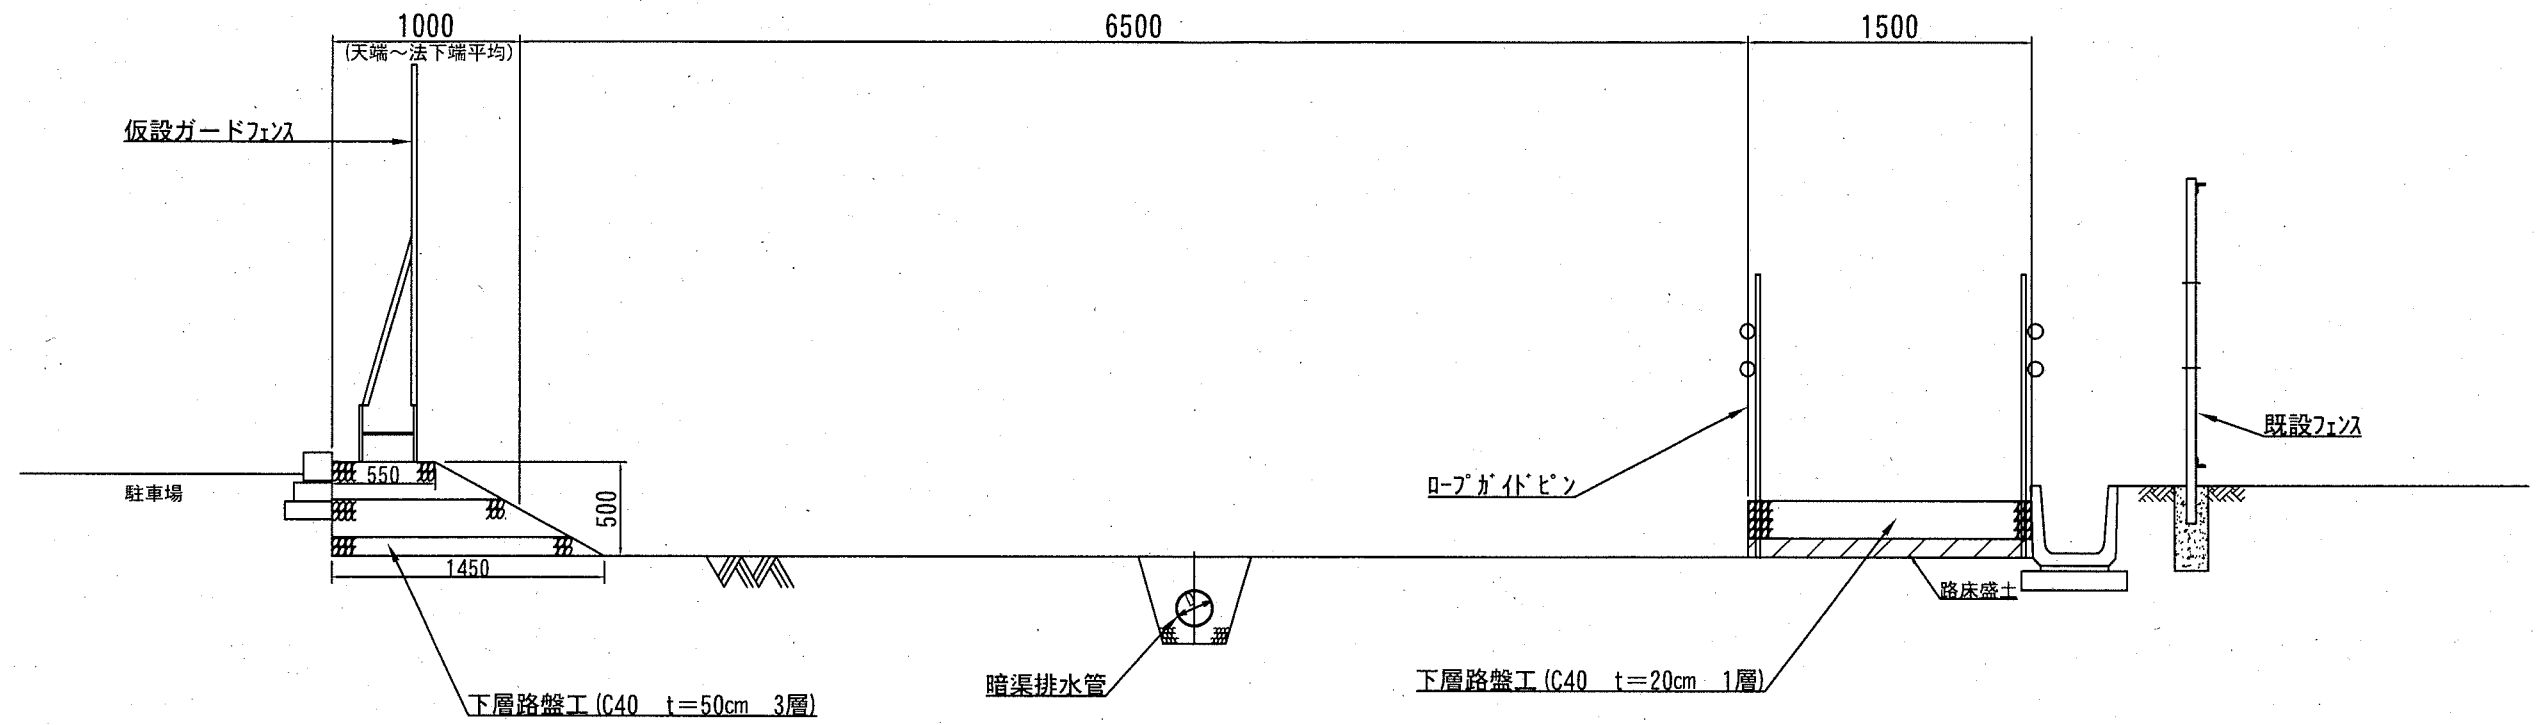 1000
6500
1500
(天端～法下端平均)
仮設ガードフェンス
既設フェンス
550
駐車場
ﾛｰﾌﾟｶﾞｲﾄﾞﾋﾟﾝ
500
1450
路床盛土
暗渠排水管
下層路盤工(C40 t=20cm 1層)
下層路盤工(C40 t=50cm 3層)